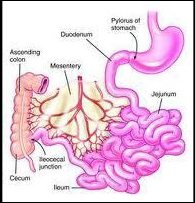 Pylorus of
stomach
Duodenum
Ascending
colon
Mesentery
Jejunum
Ileocecal
junction
Cecum
Ileum